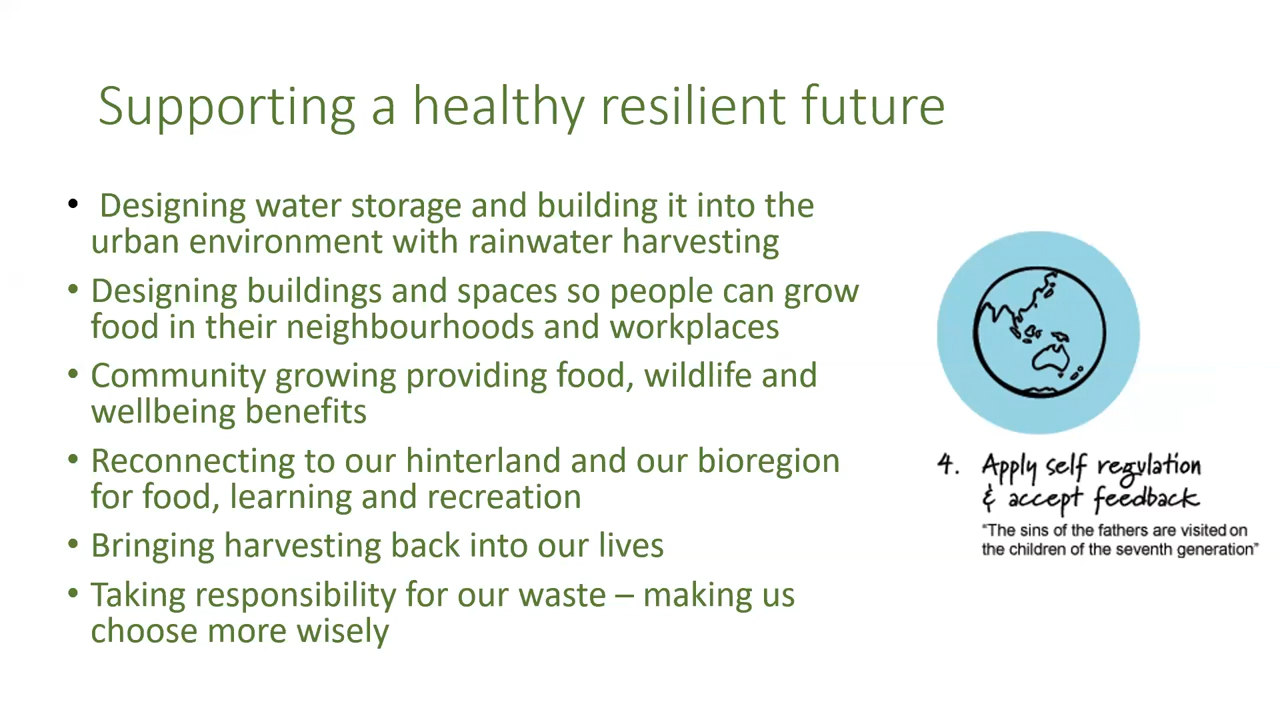 Supporting a healthy resilient future
• Designing water storage and building it into the
urban environment with rainwater harvesting
• Designing buildings and spaces so people can grow
food in their neighbourhoods and workplaces
• Community growing providing food, wildlife and
wellbeing benefits
• Reconnecting to our hinterland and our bioregion
for food, learning and recreation
• Bringing harvesting back into our lives
• Taking responsibility for our waste – making us
choose more wisely
4. Apply self regulation
& accept feedback
“The sins of the fathers are visited on
the children of the seventh generation”